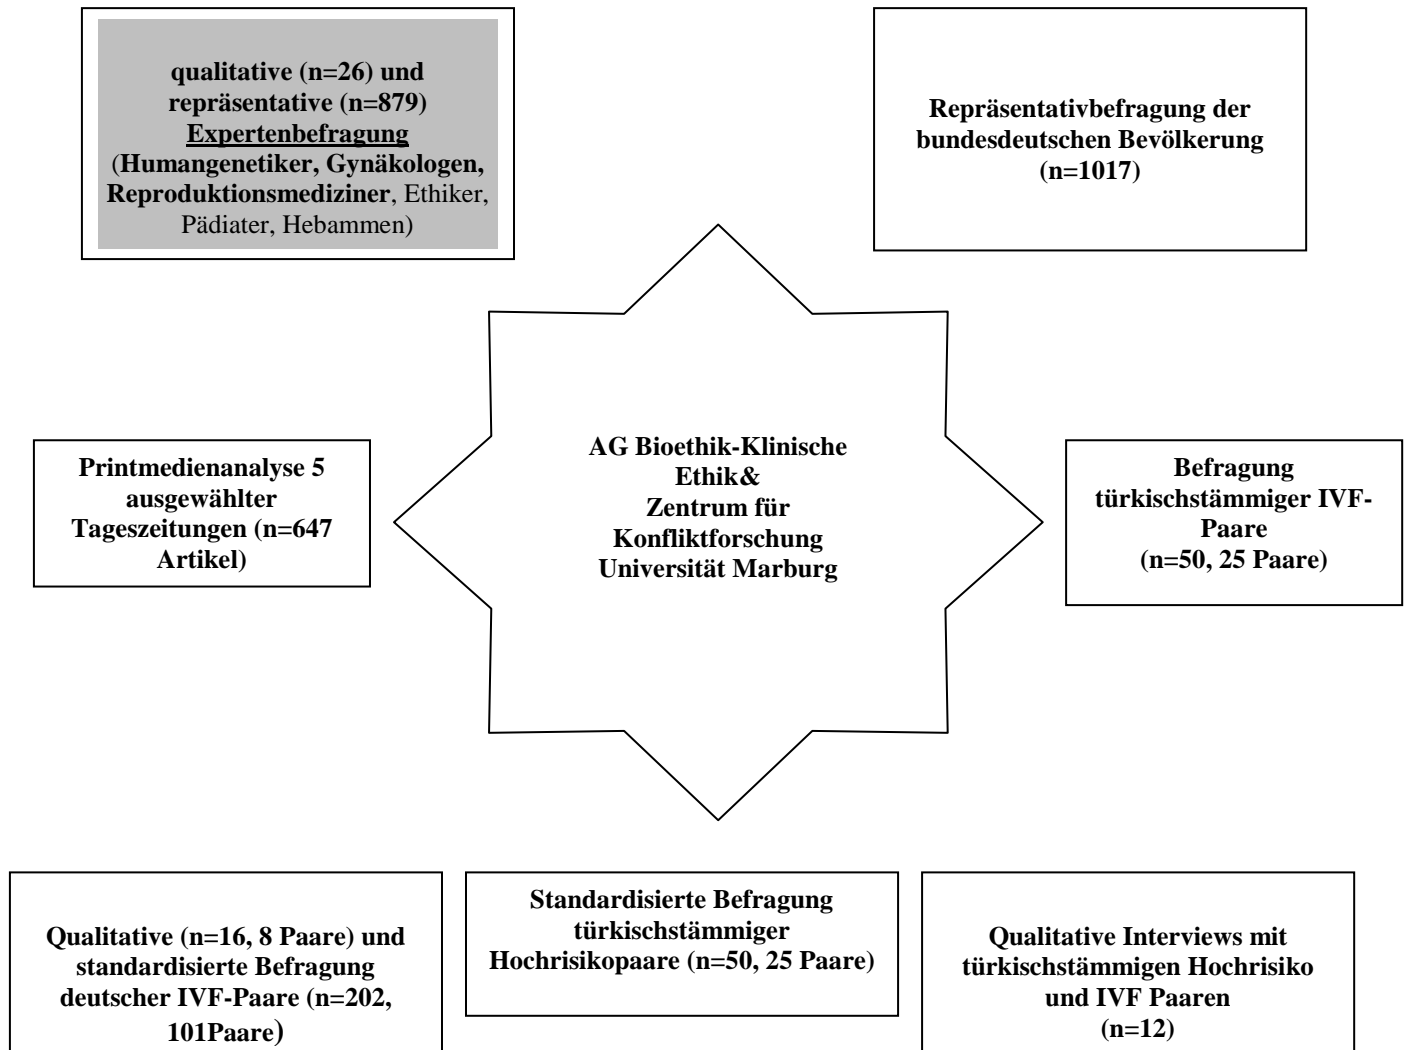 qualitative (n=26) und
repräsentative (n=879)
Expertenbefragung
(Humangenetiker, Gynäkologen,
Reproduktionsmediziner, Ethiker,
Pädiater, Hebammen)
Repräsentativbefragung der
bundesdeutschen Bevölkerung
(n=1017)
Printmedienanalyse 5
ausgewählter
Tageszeitungen (n=647
Artikel)
AG Bioethik-Klinische
Ethik&
Zentrum für
Konfliktforschung
Universität Marburg
Befragung
türkischstämmiger IVF-
Paare
(n=50, 25 Paare)
Qualitative (n=16, 8 Paare) und
standardisierte Befragung
deutscher IVF-Paare (n=202,
101Paare)
Standardisierte Befragung
türkischstämmiger
Hochrisikopaare (n=50, 25 Paare)
Qualitative Interviews mit
türkischstämmigen Hochrisiko
und IVF Paaren
(n=12)